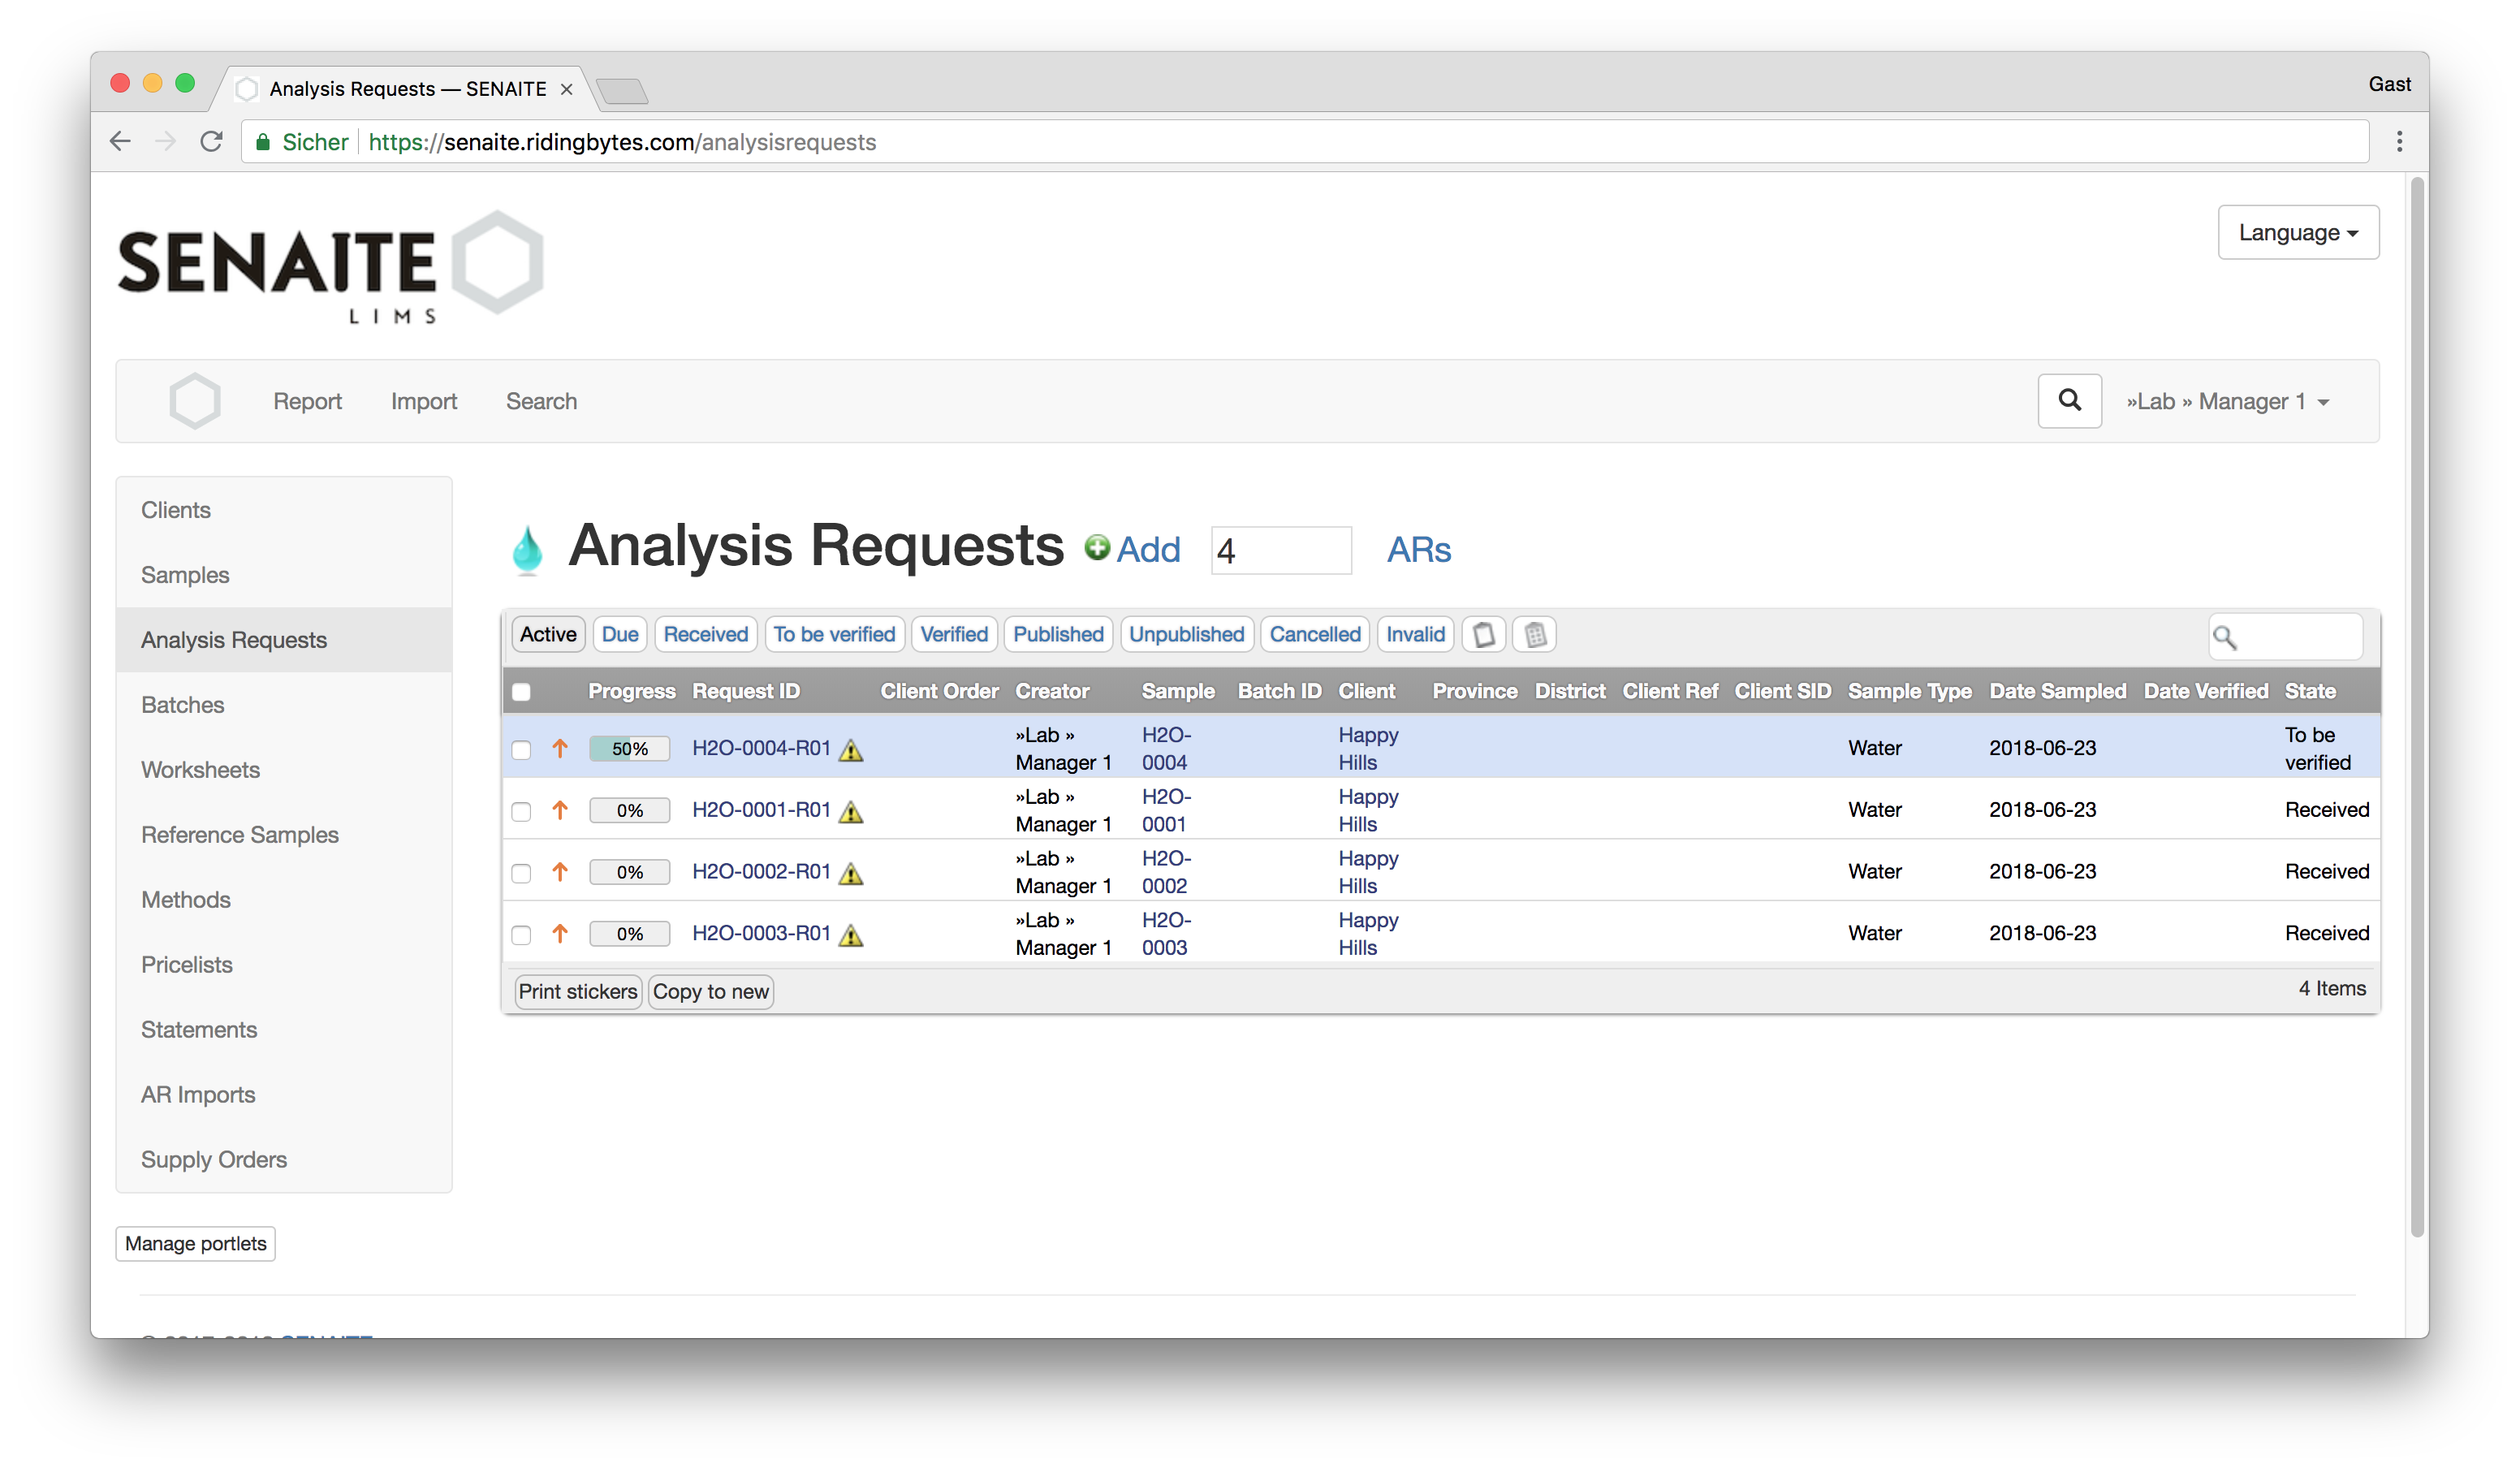 Analysis Requests — SENAITE
Gast
Sicher https://senaite.ridingbytes.com/analysisrequests
SENAITE
LIMS
Language
Report Import Search »Lab » Manager 1
Clients
Samples
Analysis Requests
Batches
Worksheets
Reference Samples
Methods
Pricelists
Statements
AR Imports
Supply Orders
Manage portlets
Analysis Requests Add 4 ARs
Active Due Received To be verified Verified Published Unpublished Cancelled Invalid
Progress Request ID Client Order Creator Sample Batch ID Client Province District Client Ref Client SID Sample Type Date Sampled Date Verified State
50% H2O-0004-R01 »Lab » Manager 1 H2O-0004 Happy Hills Water 2018-06-23 To be verified
0% H2O-0001-R01 »Lab » Manager 1 H2O-0001 Happy Hills Water 2018-06-23 Received
0% H2O-0002-R01 »Lab » Manager 1 H2O-0002 Happy Hills Water 2018-06-23 Received
0% H2O-0003-R01 »Lab » Manager 1 H2O-0003 Happy Hills Water 2018-06-23 Received
Print stickers Copy to new 4 Items